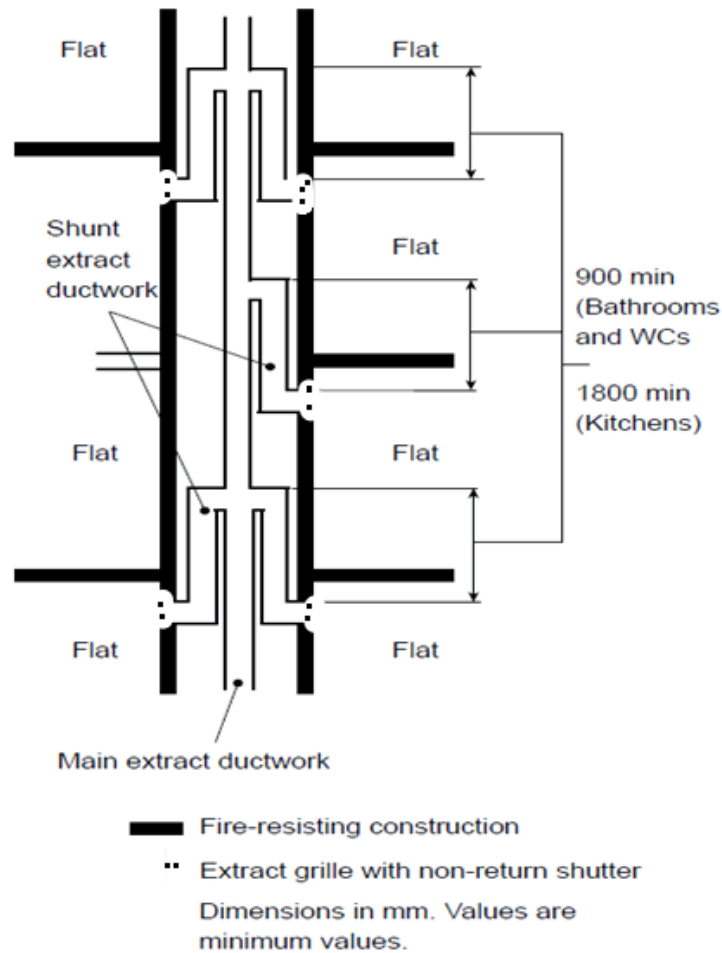 Flat
Flat
Shunt
extract
ductwork
Flat
900 min
(Bathrooms
and WCs
1800 min
(Kitchens)
Flat
Flat
Flat
Flat
Main extract ductwork
Fire-resisting construction
Extract grille with non-return shutter
Dimensions in mm. Values are
minimum values.